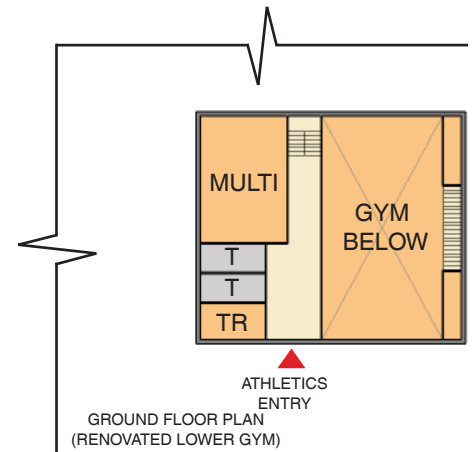 MULTI
GYM
BELOW
T
T
TR
ATHLETICS
ENTRY
GROUND FLOOR PLAN
(RENOVATED LOWER GYM)